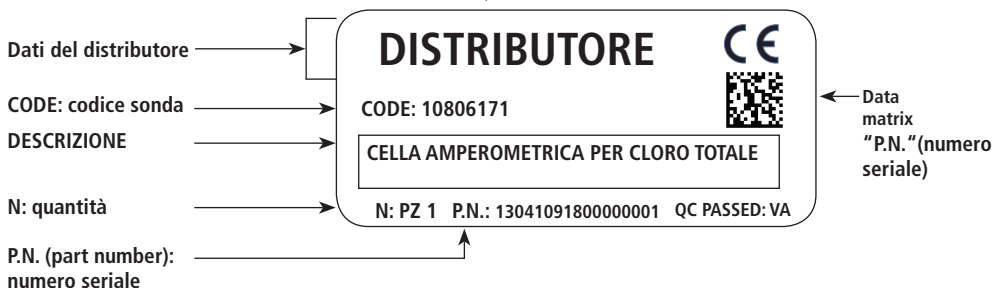 Dati del distributore
DISTRIBUTORE
CE
CODE: codice sonda
CODE: 10806171
Data
matrix
"P.N."(numero
seriale)
DESCRIZIONE
CELLA AMPEROMETRICA PER CLORO TOTALE
N: quantità
N: PZ 1 P.N.: 13041091800000001 QC PASSED: VA
P.N. (part number):
numero seriale